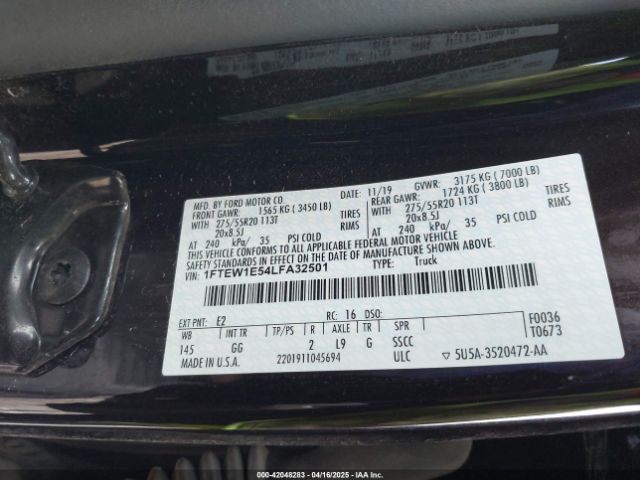 MFD. BY FORD MOTOR CO.
DATE: 11/19 GVWR: 3175 KG ( 7000 LB)
FRONT GAWR: 1565 KG ( 3450 LB) REAR GAWR: 1724 KG ( 3800 LB)
WITH 275/55R20 113T TIRES WITH 275/55R20 113T TIRES
20x8.5J RIMS 20x8.5J RIMS
AT 240 kPa/ 35 PSI COLD AT 240 kPa/ 35 PSI COLD
THIS VEHICLE CONFORMS TO ALL APPLICABLE FEDERAL MOTOR VEHICLE
SAFETY STANDARDS IN EFFECT ON THE DATE OF MANUFACTURE SHOWN ABOVE.
VIN: 1FTEW1E54LFA32501 TYPE: Truck
EXT PNT: E2 RC: 16 DSO: F0036
WB INT TR TP/PS R AXLE TR SPR T0673
145 GG 2 L9 G SSCC
MADE IN U.S.A. 2201911045694 ULC ▽ 5U5A-3520472-AA
000-42048283 - 04/16/2025 - IAA Inc.